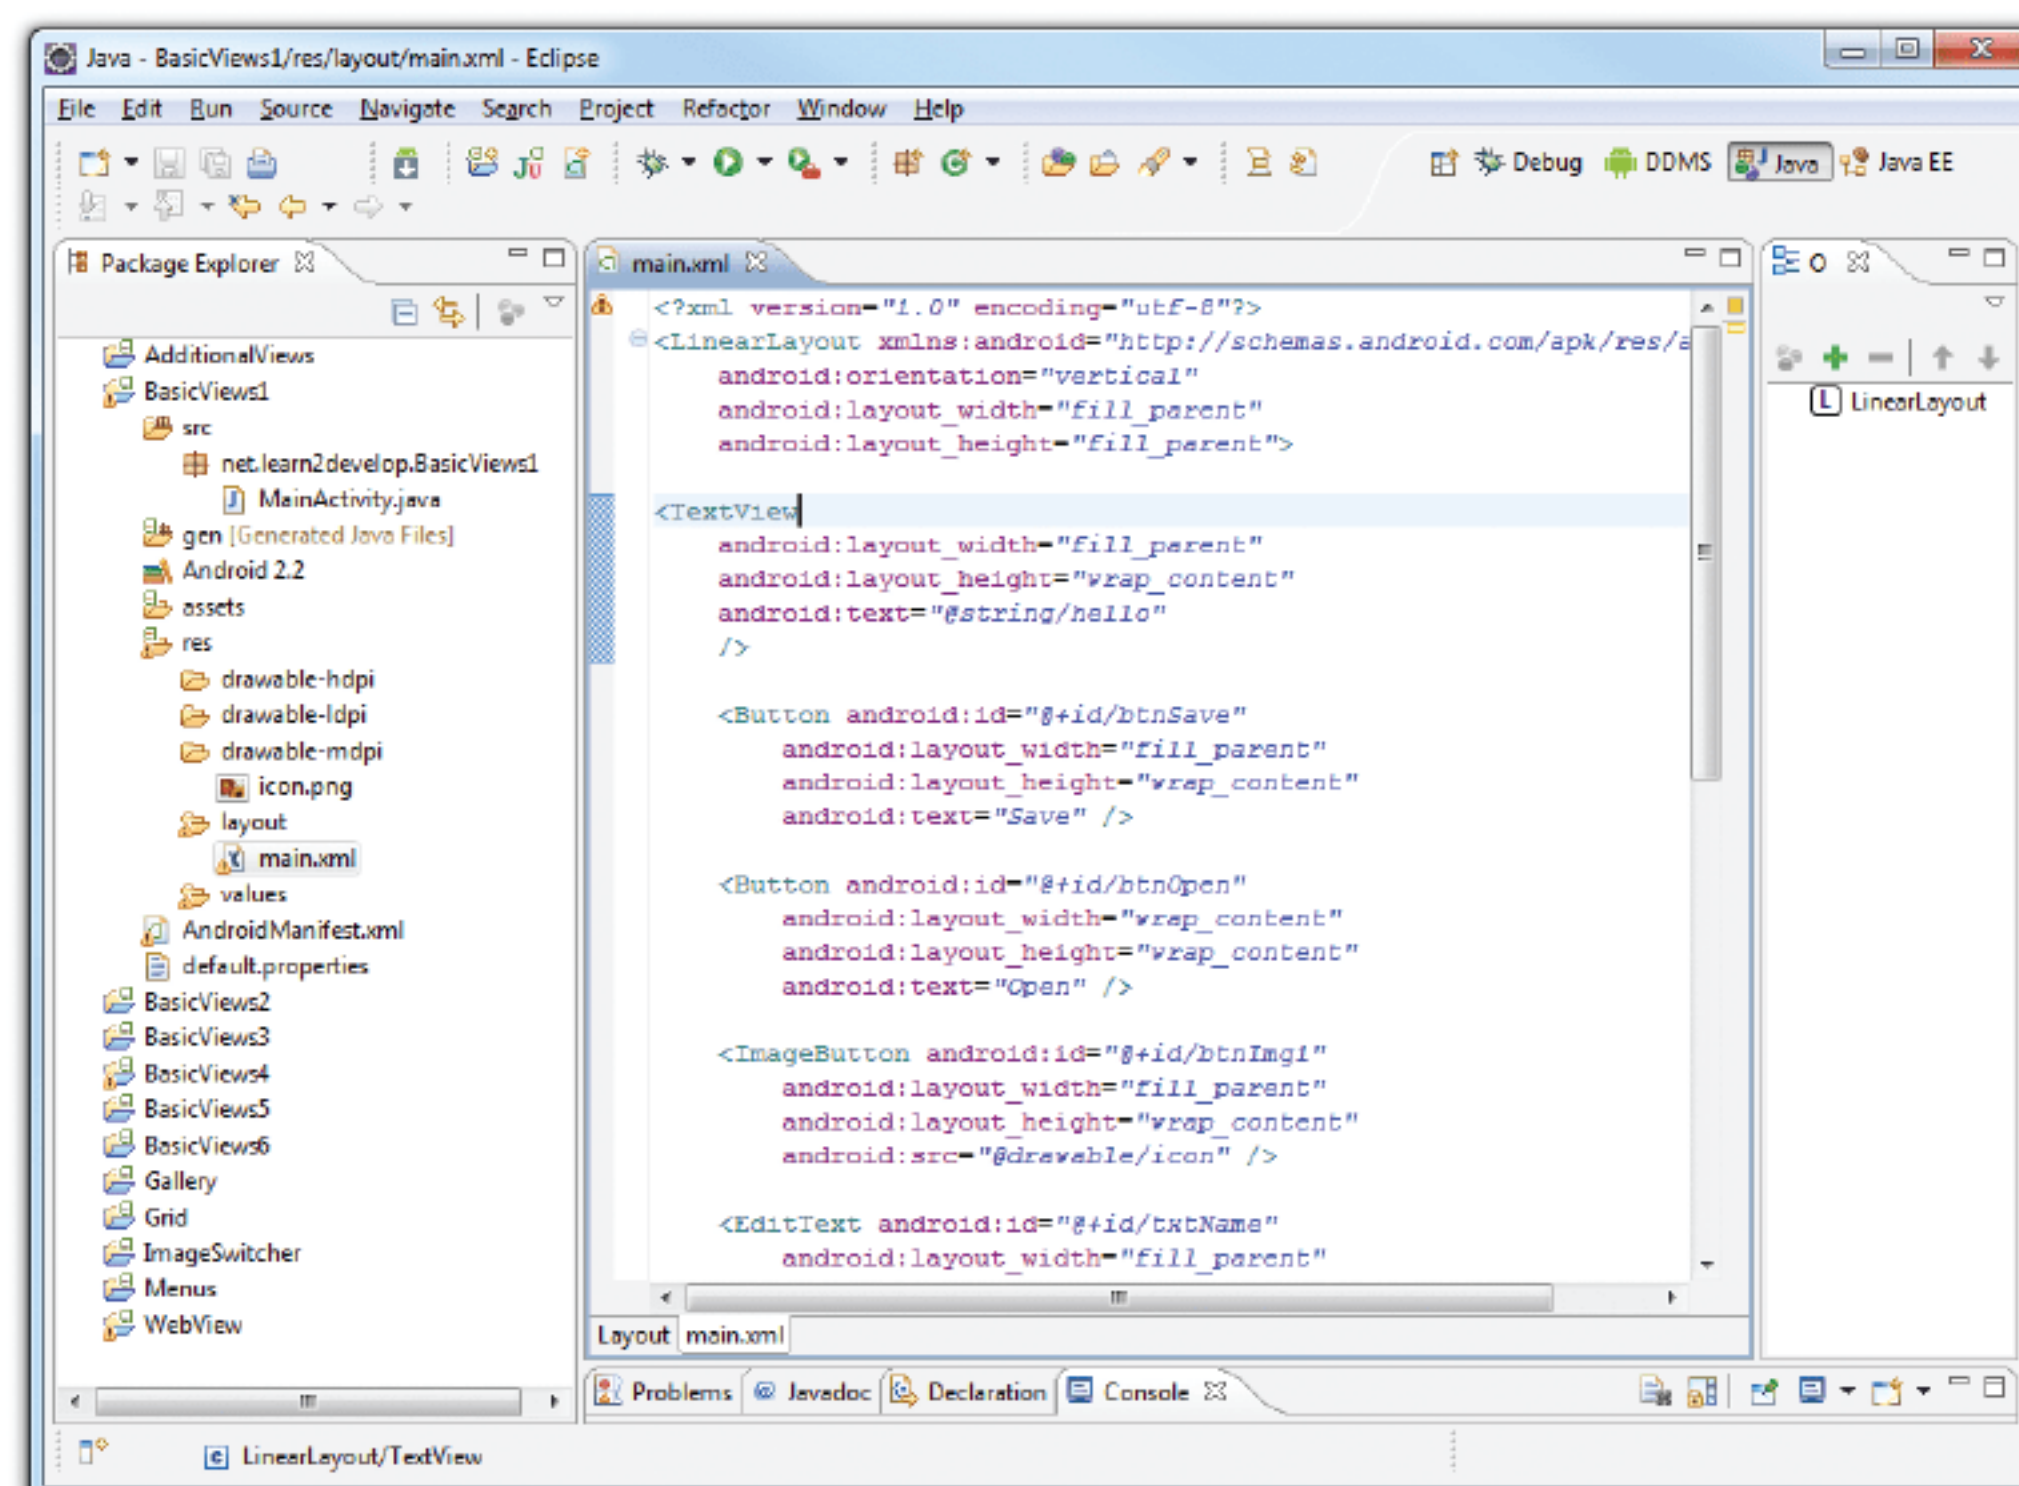 Java - BasicViews1/res/layout/main.xml - Eclipse
File Edit Run Source Navigate Search Project Refactor Window Help
Debug DDMS Java Java EE
Package Explorer
AdditionalViews
BasicViews1
src
net.learn2develop.BasicViews1
MainActivity.java
gen [Generated Java Files]
Android 2.2
assets
res
drawable-hdpi
drawable-ldpi
drawable-mdpi
icon.png
layout
main.xml
values
AndroidManifest.xml
default.properties
BasicViews2
BasicViews3
BasicViews4
BasicViews5
BasicViews6
Gallery
Grid
ImageSwitcher
Menus
WebView
main.xml
<?xml version="1.0" encoding="utf-8"?>
<LinearLayout xmlns:android="http://schemas.android.com/apk/res/a
android:orientation="vertical"
android:layout_width="fill_parent"
android:layout_height="fill_parent">
<TextView
android:layout_width="fill_parent"
android:layout_height="wrap_content"
android:text="@string/hello"
/>
<Button android:id="@+id/btnSave"
android:layout_width="fill_parent"
android:layout_height="wrap_content"
android:text="Save" />
<Button android:id="@+id/btnOpen"
android:layout_width="wrap_content"
android:layout_height="wrap_content"
android:text="Open" />
<ImageButton android:id="@+id/btnImg1"
android:layout_width="fill_parent"
android:layout_height="wrap_content"
android:src="@drawable/icon" />
<EditText android:id="@+id/txtName"
android:layout_width="fill_parent"
Layout main.xml
O
L LinearLayout
Problems @ Javadoc Declaration Console
LinearLayout/TextView